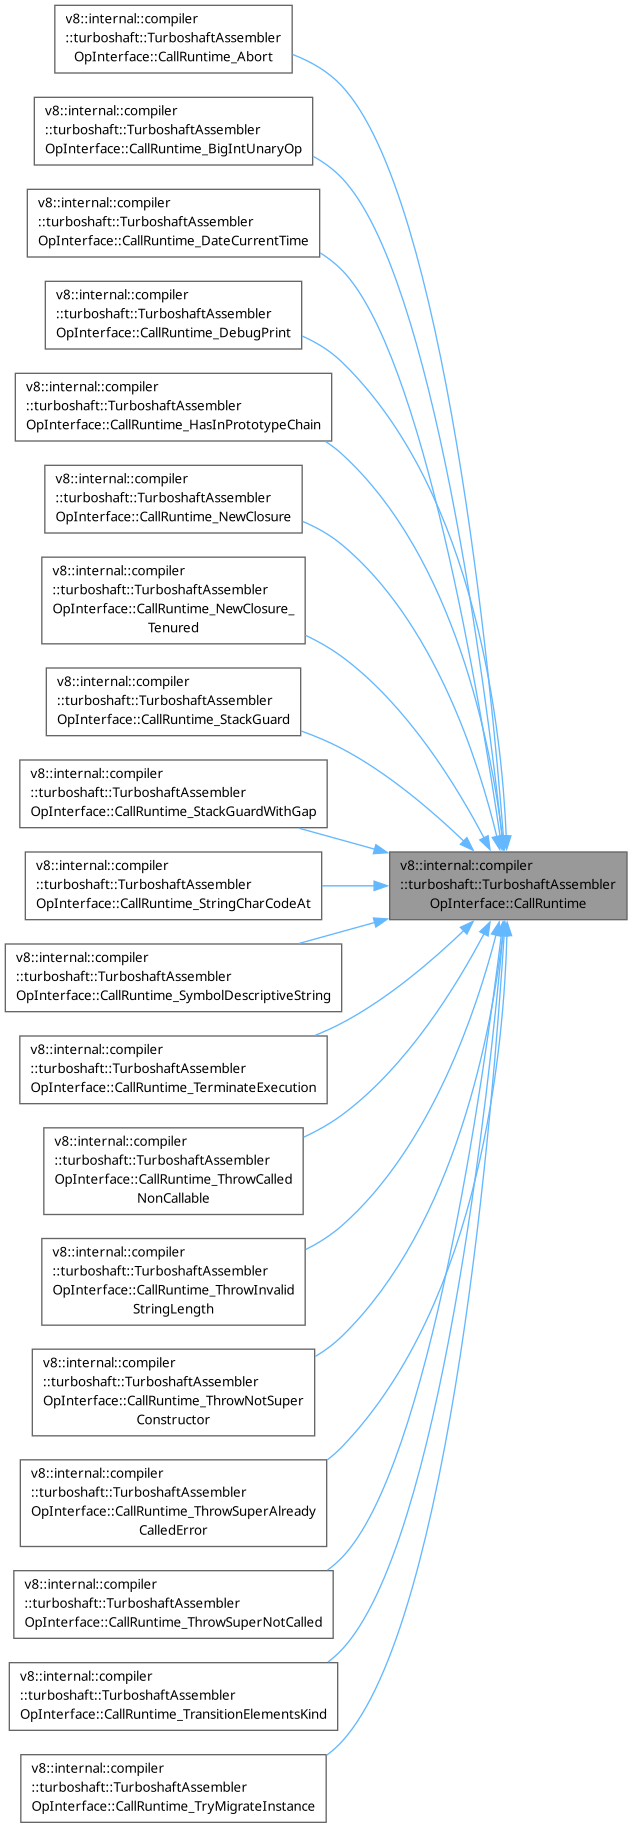 v8::internal::compiler
::turboshaft::TurboshaftAssembler
OpInterface::CallRuntime_Abort
v8::internal::compiler
::turboshaft::TurboshaftAssembler
OpInterface::CallRuntime_BigIntUnaryOp
v8::internal::compiler
::turboshaft::TurboshaftAssembler
OpInterface::CallRuntime_DateCurrentTime
v8::internal::compiler
::turboshaft::TurboshaftAssembler
OpInterface::CallRuntime_DebugPrint
v8::internal::compiler
::turboshaft::TurboshaftAssembler
OpInterface::CallRuntime_HasInPrototypeChain
v8::internal::compiler
::turboshaft::TurboshaftAssembler
OpInterface::CallRuntime_NewClosure
v8::internal::compiler
::turboshaft::TurboshaftAssembler
OpInterface::CallRuntime_NewClosure_
Tenured
v8::internal::compiler
::turboshaft::TurboshaftAssembler
OpInterface::CallRuntime_StackGuard
v8::internal::compiler
::turboshaft::TurboshaftAssembler
OpInterface::CallRuntime_StackGuardWithGap
v8::internal::compiler
::turboshaft::TurboshaftAssembler
OpInterface::CallRuntime_StringCharCodeAt
v8::internal::compiler
::turboshaft::TurboshaftAssembler
OpInterface::CallRuntime
v8::internal::compiler
::turboshaft::TurboshaftAssembler
OpInterface::CallRuntime_SymbolDescriptiveString
v8::internal::compiler
::turboshaft::TurboshaftAssembler
OpInterface::CallRuntime_TerminateExecution
v8::internal::compiler
::turboshaft::TurboshaftAssembler
OpInterface::CallRuntime_ThrowCalled
NonCallable
v8::internal::compiler
::turboshaft::TurboshaftAssembler
OpInterface::CallRuntime_ThrowInvalid
StringLength
v8::internal::compiler
::turboshaft::TurboshaftAssembler
OpInterface::CallRuntime_ThrowNotSuper
Constructor
v8::internal::compiler
::turboshaft::TurboshaftAssembler
OpInterface::CallRuntime_ThrowSuperAlready
CalledError
v8::internal::compiler
::turboshaft::TurboshaftAssembler
OpInterface::CallRuntime_ThrowSuperNotCalled
v8::internal::compiler
::turboshaft::TurboshaftAssembler
OpInterface::CallRuntime_TransitionElementsKind
v8::internal::compiler
::turboshaft::TurboshaftAssembler
OpInterface::CallRuntime_TryMigrateInstance